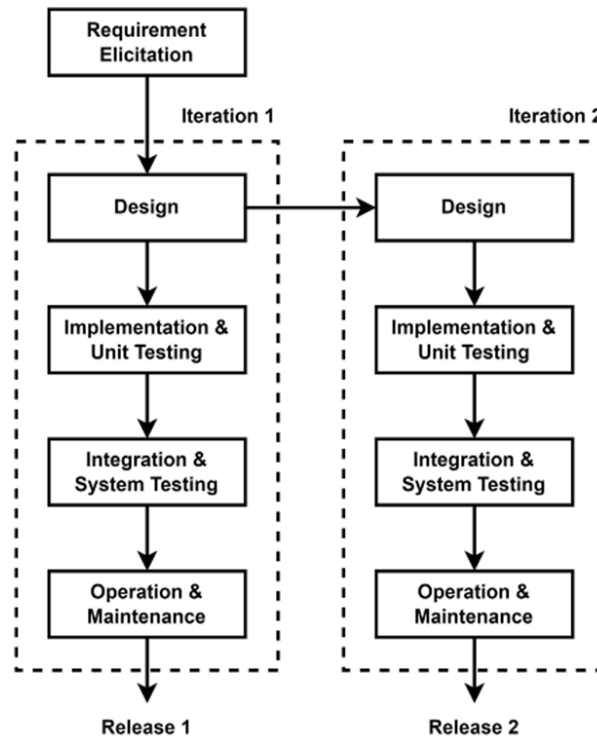 Requirement
Elicitation
Iteration 1
Design
Implementation &
Unit Testing
Integration &
System Testing
Operation &
Maintenance
Release 1
Iteration 2
Design
Implementation &
Unit Testing
Integration &
System Testing
Operation &
Maintenance
Release 2